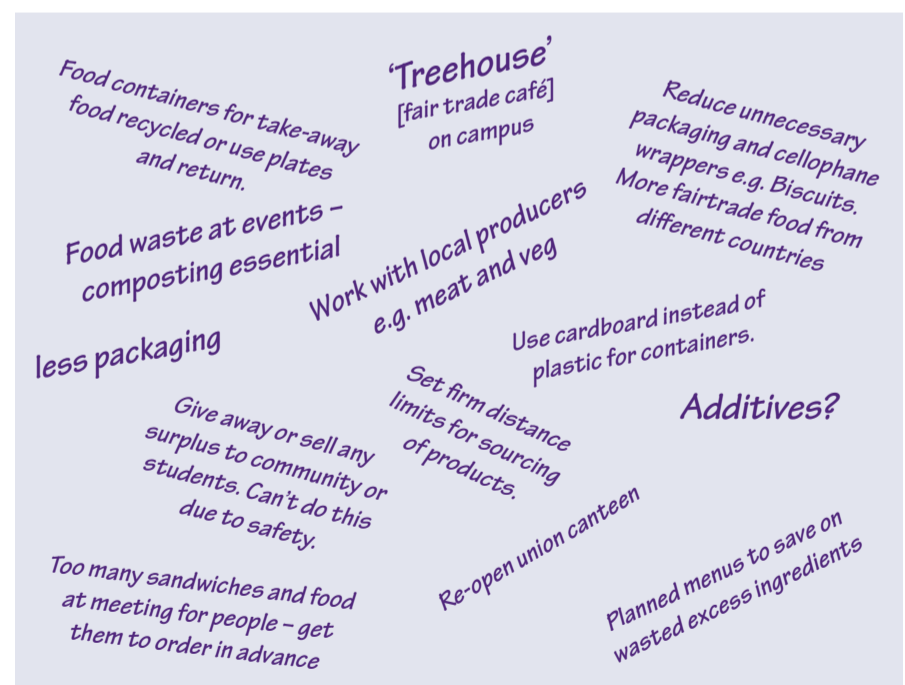 Food containers for take-away
food recycled or use plates
and return.
'Treehouse'
[fair trade café]
on campus
Reduce unnecessary
packaging and cellophane
wrappers e.g. Biscuits.
More fairtrade food from
different countries
Food waste at events –
composting essential
Work with local producers
e.g. meat and veg
less packaging
Use cardboard instead of
plastic for containers.
Set firm distance
limits for sourcing
of products.
Additives?
Give away or sell any
surplus to community or
students. Can't do this
due to safety.
Re-open union canteen
Planned menus to save on
wasted excess ingredients
Too many sandwiches and food
at meeting for people – get
them to order in advance